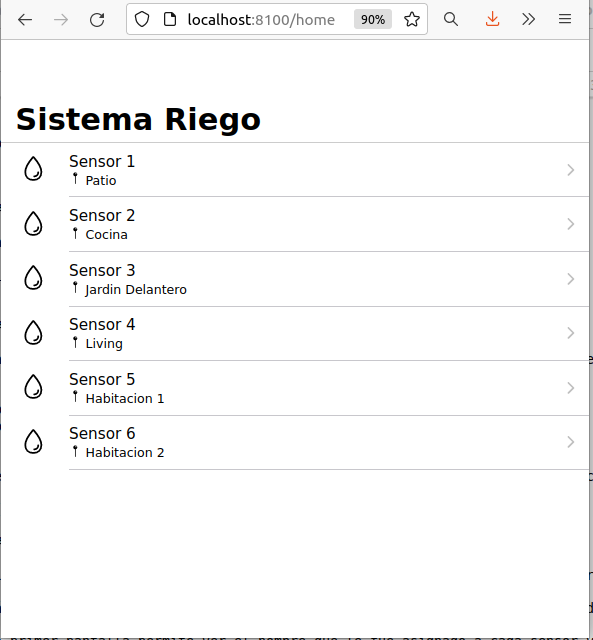 localhost:8100/home
90%
Sistema Riego
Sensor 1
Patio
Sensor 2
Cocina
Sensor 3
Jardin Delantero
Sensor 4
Living
Sensor 5
Habitacion 1
Sensor 6
Habitacion 2